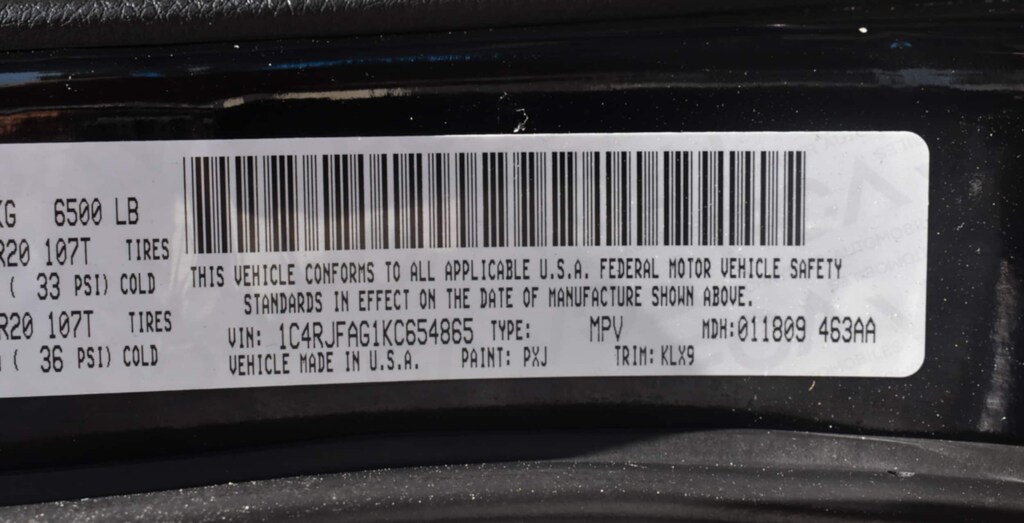 KG 6500 LB
R20 107T TIRES
( 33 PSI) COLD
R20 107T TIRES
( 36 PSI) COLD
THIS VEHICLE CONFORMS TO ALL APPLICABLE U.S.A. FEDERAL MOTOR VEHICLE SAFETY
STANDARDS IN EFFECT ON THE DATE OF MANUFACTURE SHOWN ABOVE.
VIN: 1C4RJFAG1KC654865 TYPE: MPV MDH:011809 463AA
VEHICLE MADE IN U.S.A. PAINT: PXJ TRIM: KLX9